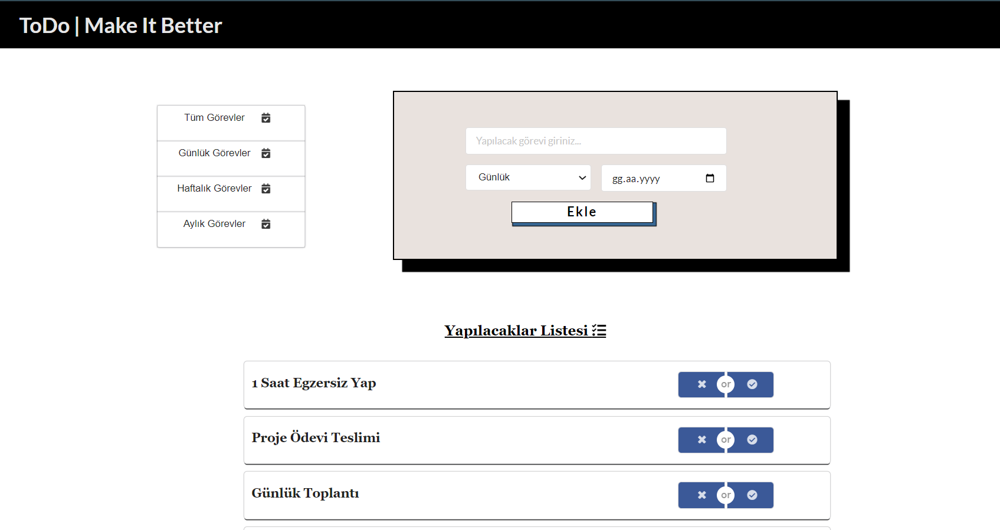 ToDo | Make It Better
Tüm Görevler
Günlük Görevler
Haftalık Görevler
Aylık Görevler
Yapılacak görevi giriniz...
Günlük
gg.aa.yyyy
Ekle
Yapılacaklar Listesi
1 Saat Egzersiz Yap
or
Proje Ödevi Teslimi
or
Günlük Toplantı
or